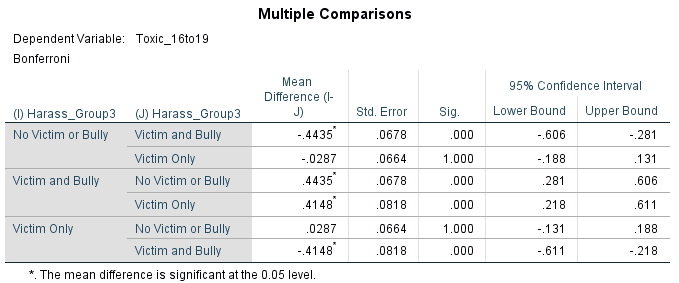 Multiple Comparisons
Dependent Variable: Toxic_16to19
Bonferroni
(I) Harass_Group3 (J) Harass_Group3 Mean Difference (I-J) Std. Error Sig. 95% Confidence Interval Lower Bound Upper Bound
No Victim or Bully Victim and Bully -.4435* .0678 .000 -.606 -.281
Victim Only -.0287 .0664 1.000 -.188 .131
Victim and Bully No Victim or Bully .4435* .0678 .000 .281 .606
Victim Only .4148* .0818 .000 .218 .611
Victim Only No Victim or Bully .0287 .0664 1.000 -.131 .188
Victim and Bully -.4148* .0818 .000 -.611 -.218
*. The mean difference is significant at the 0.05 level.